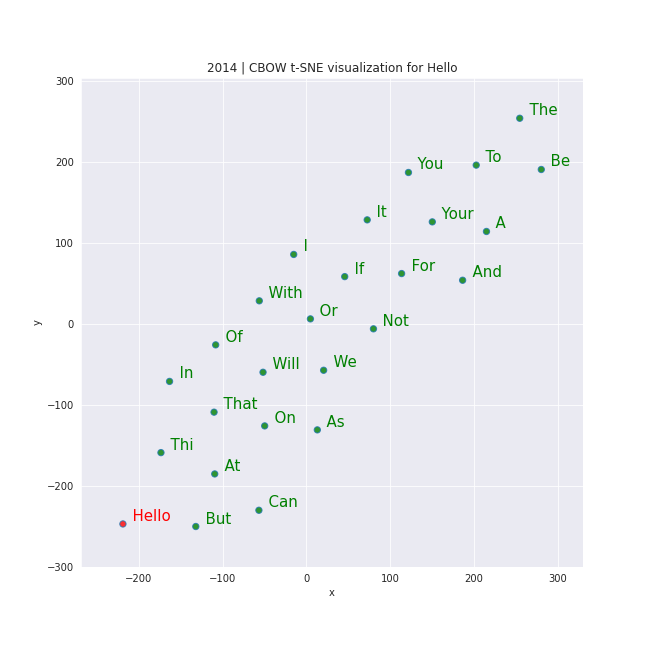 2014 | CBOW t-SNE visualization for Hello
300
The
You
To
Be
200
It
Your
A
I
100
If
For
And
With
Or
Not
0
y
Of
Will
We
In
That
−100
On
As
Thi
At
−200
Can
Hello
But
−300
−200 −100 0 100 200 300
x